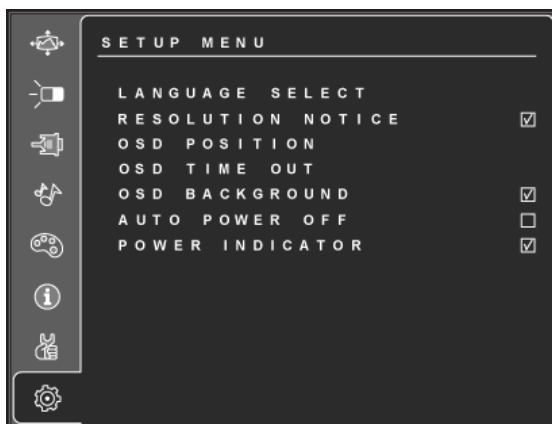 SETUP MENU
LANGUAGE SELECT
RESOLUTION NOTICE
OSD POSITION
OSD TIME OUT
OSD BACKGROUND
AUTO POWER OFF
POWER INDICATOR